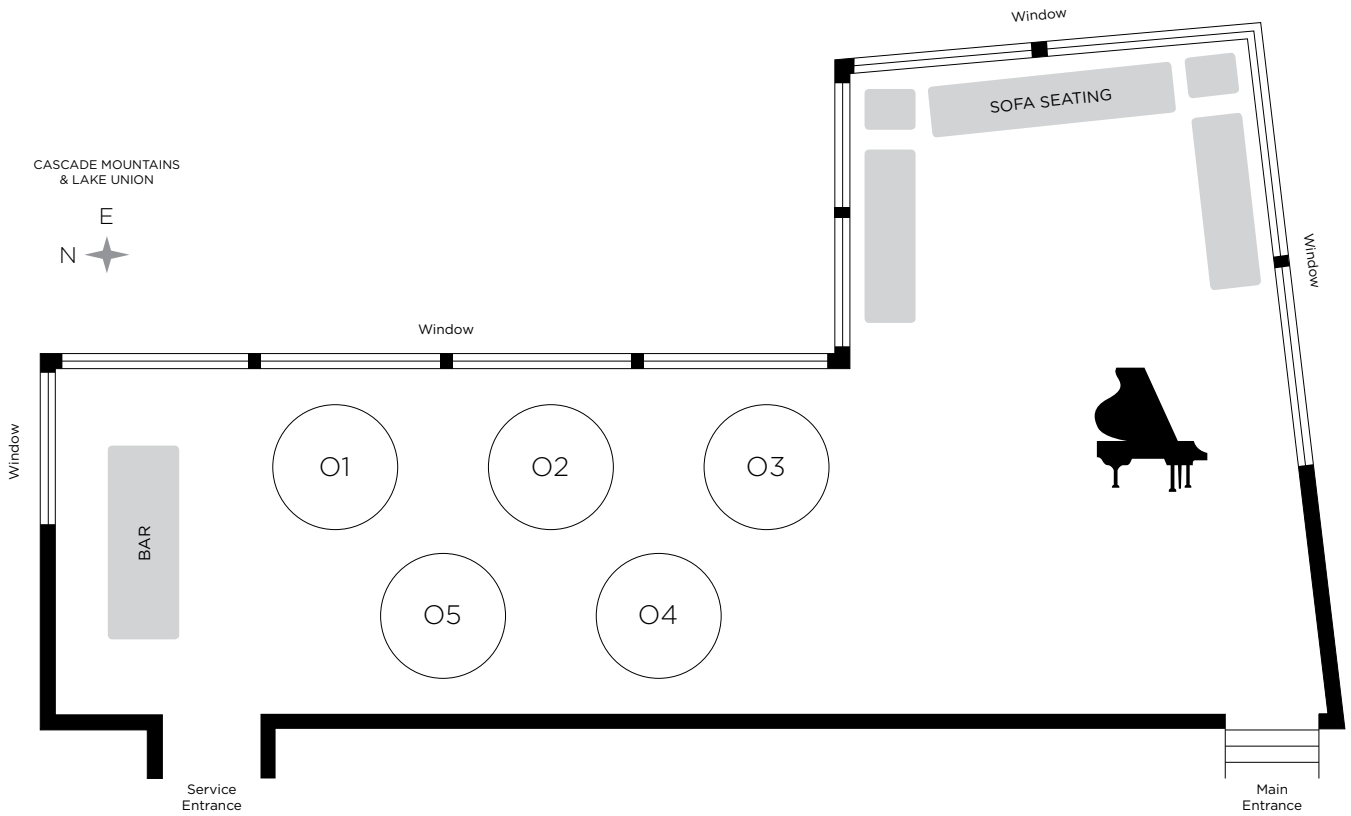 Window
SOFA SEATING
CASCADE MOUNTAINS
& LAKE UNION
E
N
Window
Window
Window
O1
O2
O3
BAR
O5
O4
Service
Entrance
Main
Entrance